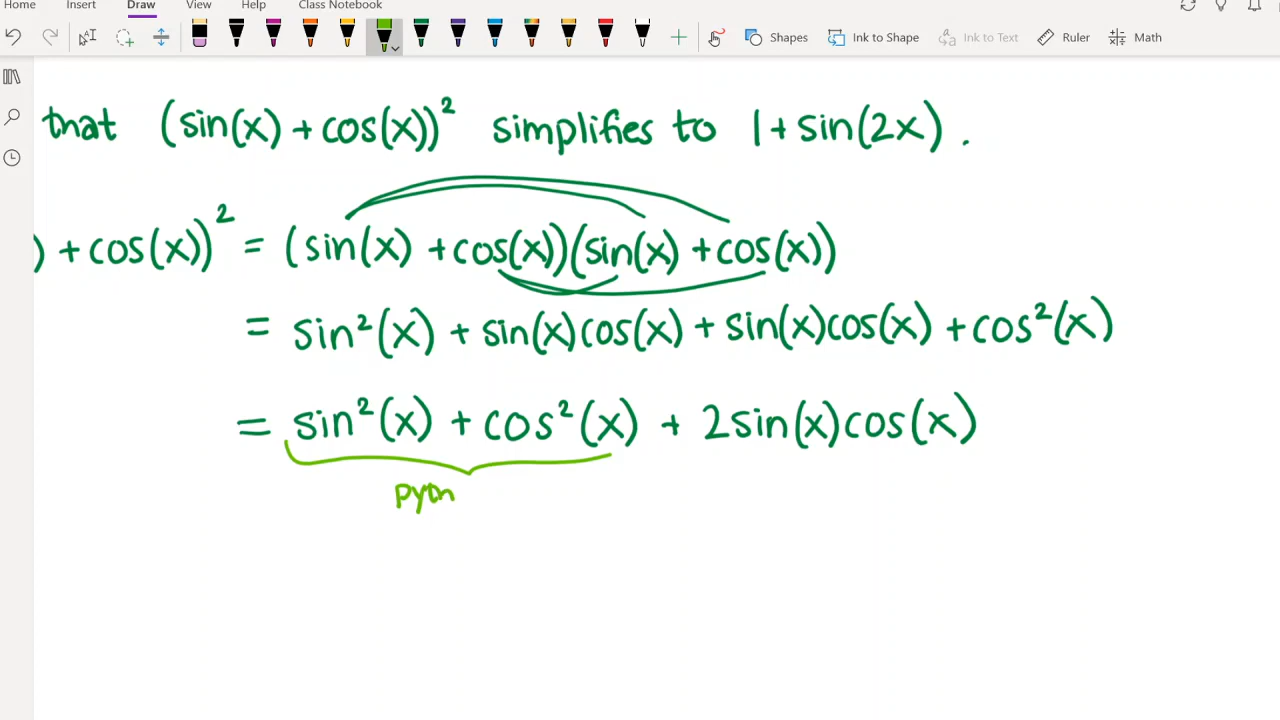 Home Insert Draw View Help Class Notebook
Shapes Ink to Shape Ink to Text Ruler Math
that (sin(x) + cos(x))² simplifies to 1 + sin(2x).
) + cos(x))² = (sin(x) + cos(x))(sin(x) + cos(x))
= sin²(x) + sin(x)cos(x) + sin(x)cos(x) + cos²(x)
= sin²(x) + cos²(x) + 2sin(x)cos(x)